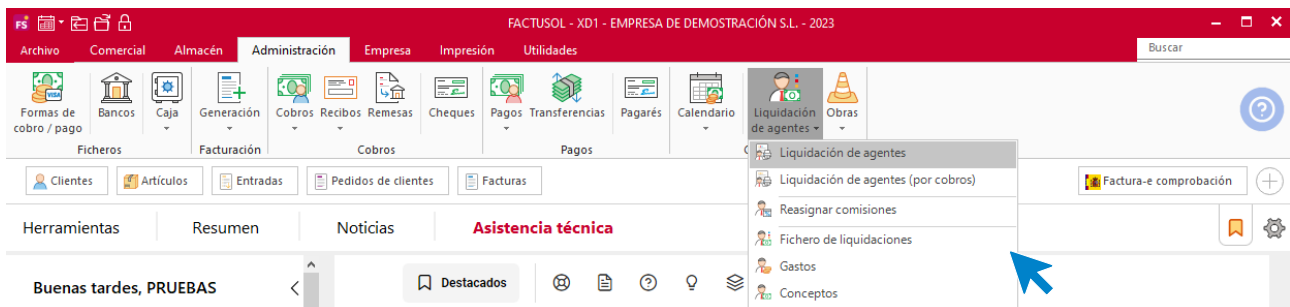 FS FACTUSOL - XD1 - EMPRESA DE DEMOSTRACIÓN S.L. - 2023
Archivo Comercial Almacén Administración Empresa Impresión Utilidades Buscar
Formas de cobro / pago Bancos Caja Generación Cobros Recibos Remesas Cheques Pagos Transferencias Pagarés Calendario Liquidación de agentes Obras
Ficheros Facturación Cobros Pagos
Clientes Artículos Entradas Pedidos de clientes Facturas Factura-e comprobación
Liquidación de agentes
Liquidación de agentes (por cobros)
Reasignar comisiones
Fichero de liquidaciones
Gastos
Conceptos
Herramientas Resumen Noticias Asistencia técnica
Buenas tardes, PRUEBAS Destacados